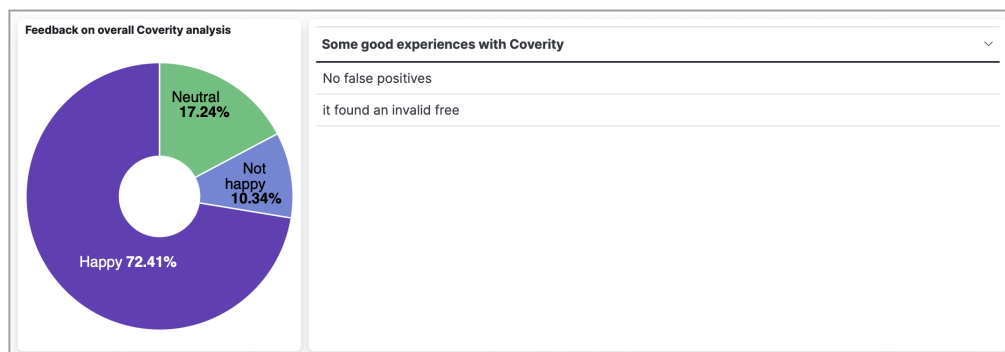 Feedback on overall Coverity analysis
Neutral
17.24%
Not
happy
10.34%
Happy 72.41%
Some good experiences with Coverity
No false positives
it found an invalid free